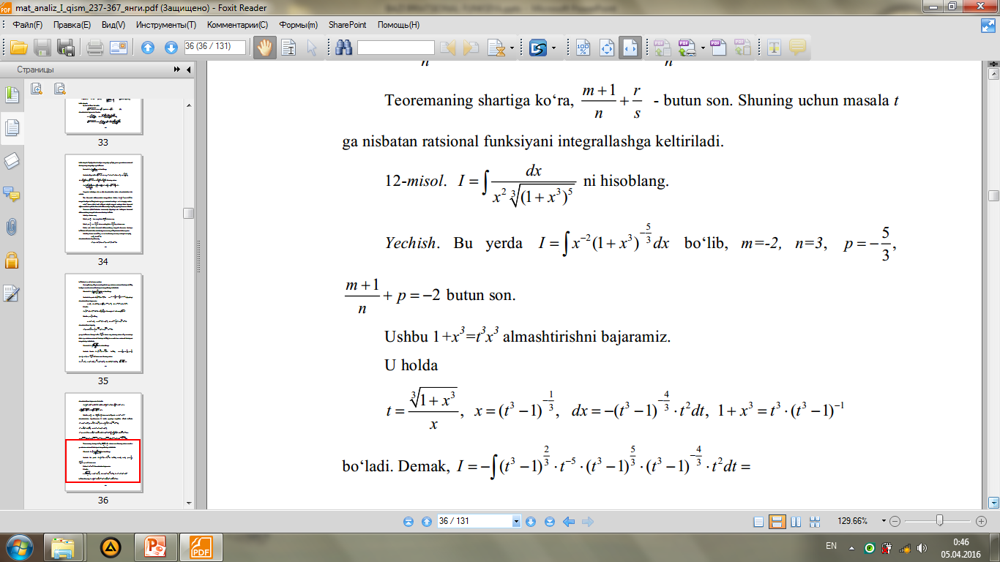 mat_analiz_I_qism_237-367_янги.pdf (Защищено) - Foxit Reader
Файл(F) Правка(E) Вид(V) Инструменты(T) Комментарии(C) Формы(m) SharePoint Помощь(H)
36 (36 / 131)
Страницы
33
34
35
36
n n
Teoremaning shartiga ko‘ra, (m+1)/n + r/s - butun son. Shuning uchun masala t
ga nisbatan ratsional funksiyani integrallashga keltiriladi.
12-misol. I = ∫ dx / (x² ∛((1+x³)⁵)) ni hisoblang.
Yechish. Bu yerda I = ∫ x⁻²(1+x³)^(-5/3) dx bo‘lib, m=-2, n=3, p = -5/3,
(m+1)/n + p = -2 butun son.
Ushbu 1+x³=t³x³ almashtirishni bajaramiz.
U holda
t = ∛(1+x³)/x, x = (t³-1)^(-1/3), dx = -(t³-1)^(-4/3)·t²dt, 1+x³ = t³·(t³-1)⁻¹
bo‘ladi. Demak, I = -∫(t³-1)^(2/3)·t⁻⁵·(t³-1)^(5/3)·(t³-1)^(-4/3)·t²dt =
36 / 131
129.66%
EN
0:46
05.04.2016